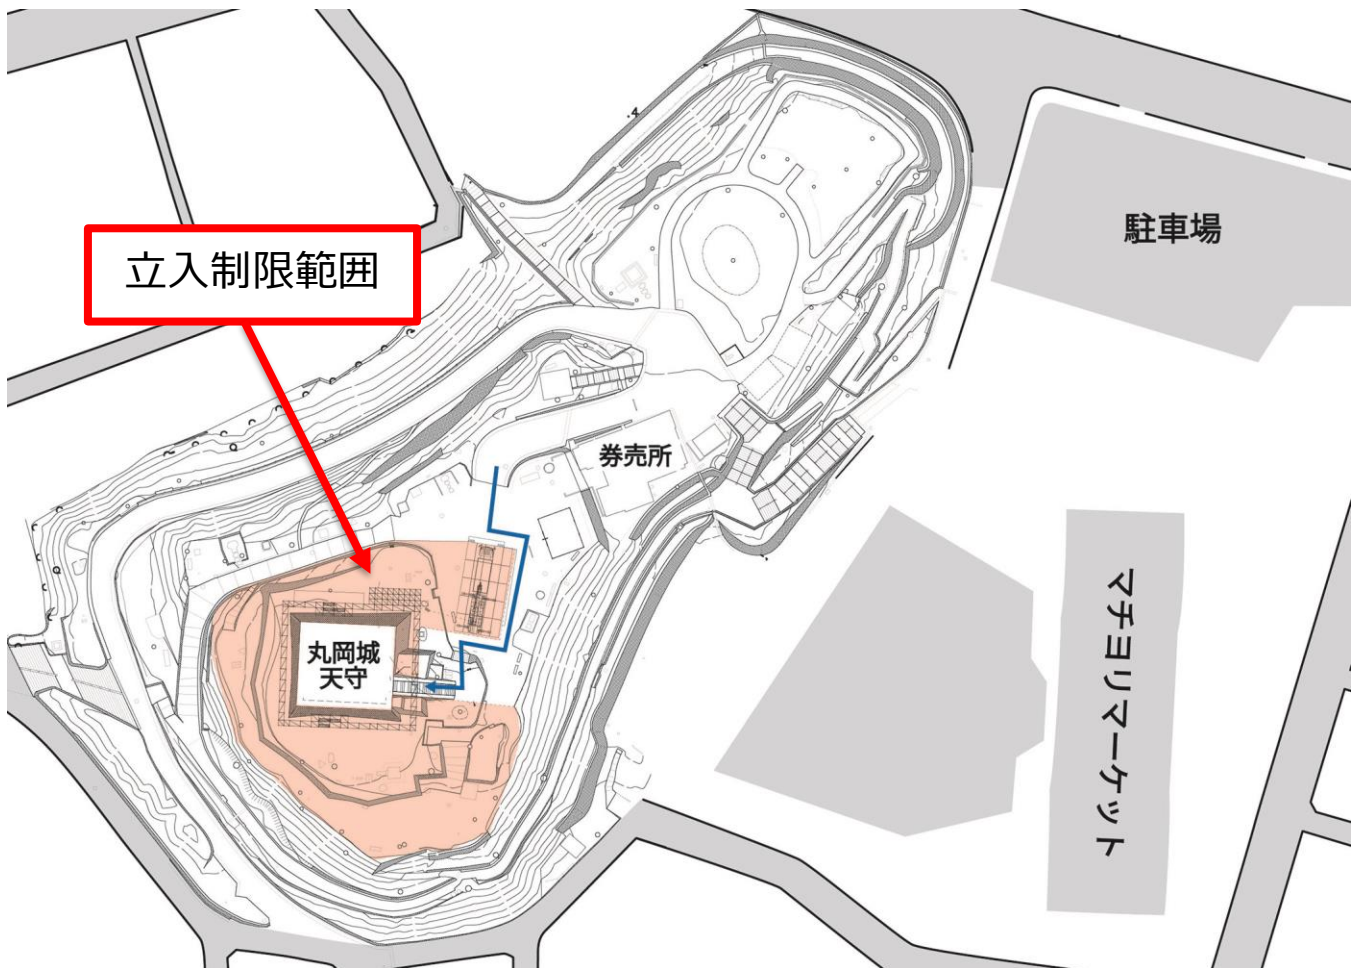 駐車場
立入制限範囲
券売所
丸岡城
天守
マチヨリマーケット